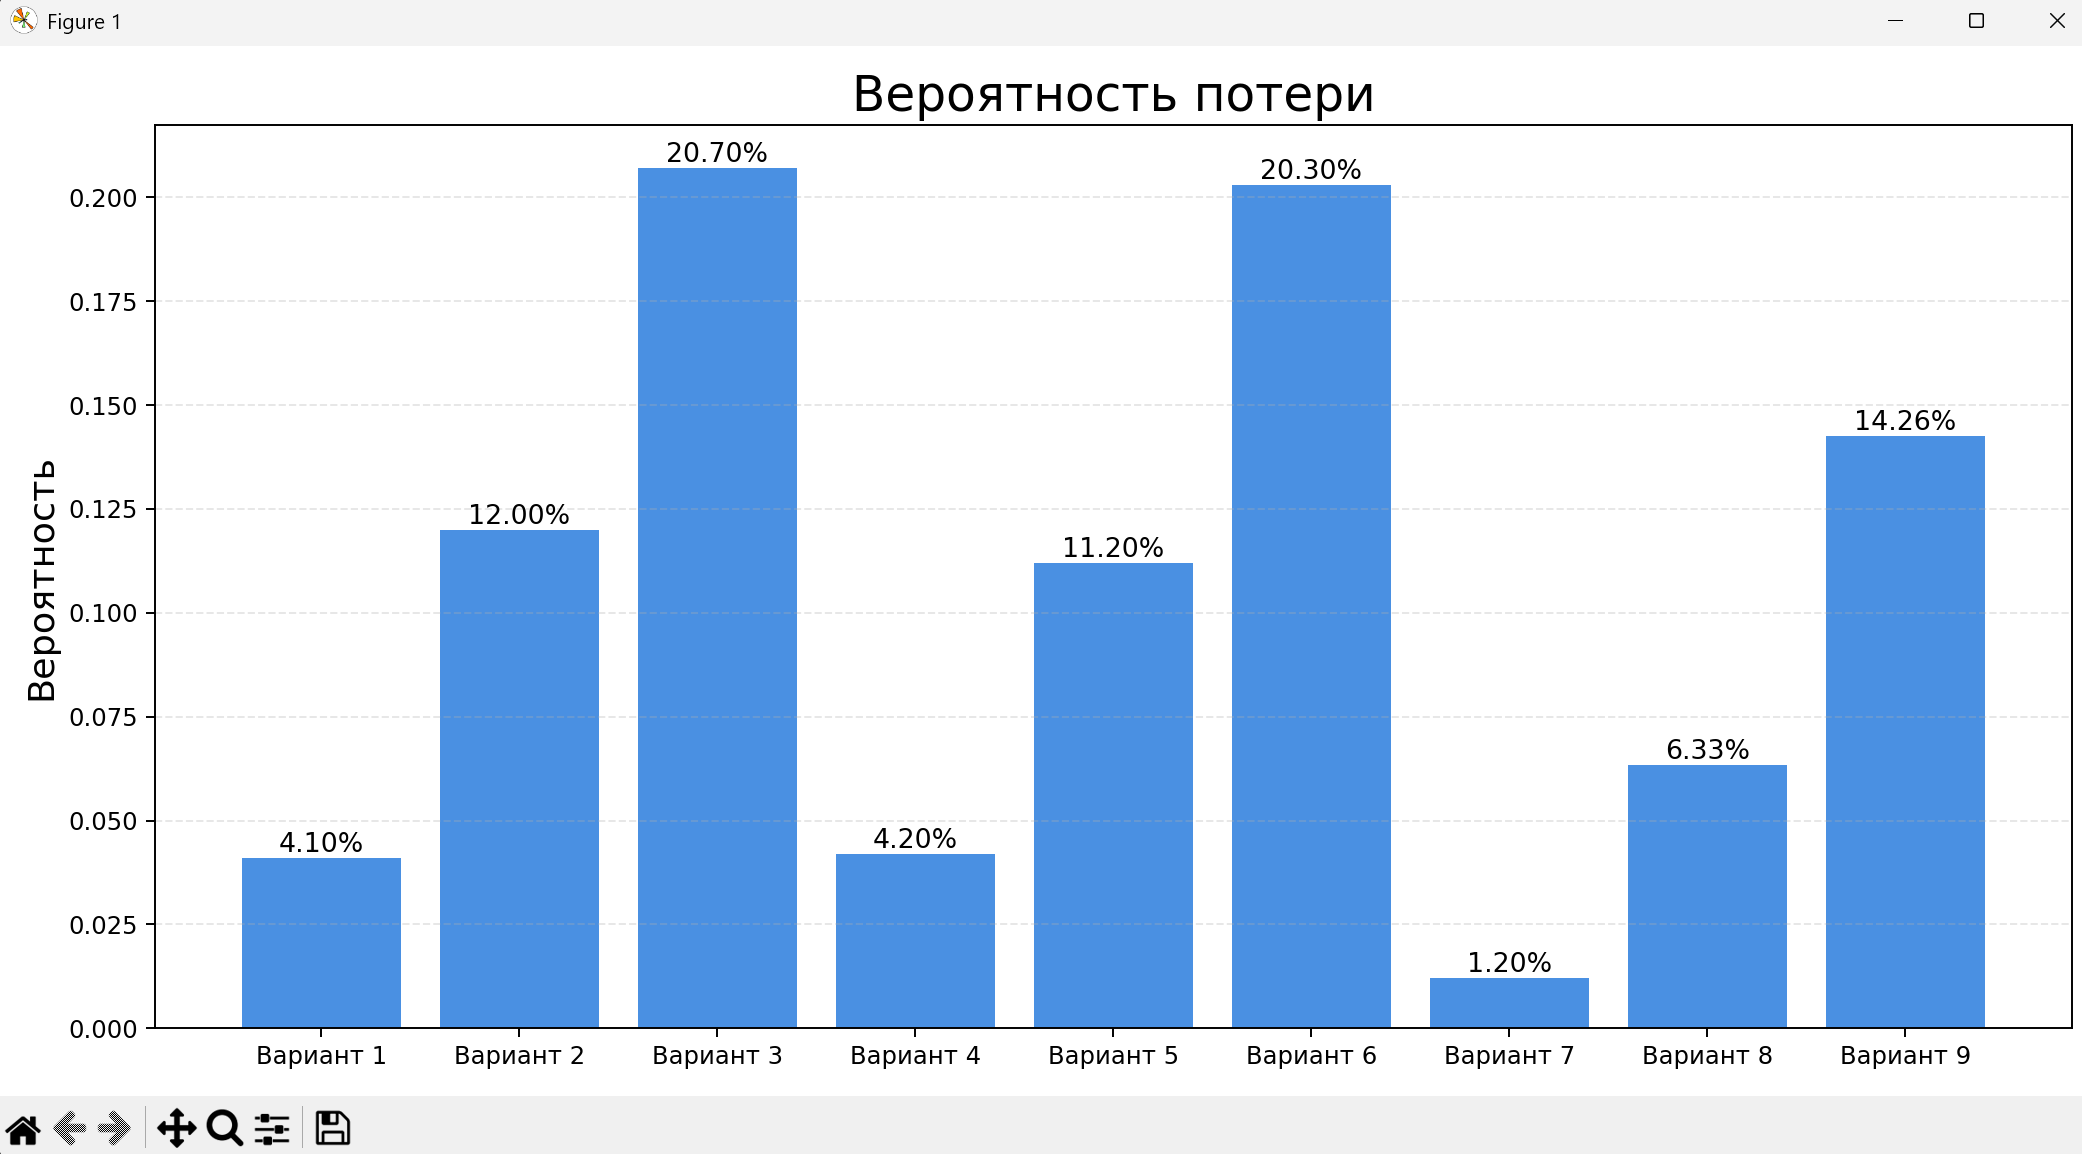 Figure 1
Вероятность потери
Вероятность
0.200
0.175
0.150
0.125
0.100
0.075
0.050
0.025
0.000
4.10%
12.00%
20.70%
4.20%
11.20%
20.30%
1.20%
6.33%
14.26%
Вариант 1
Вариант 2
Вариант 3
Вариант 4
Вариант 5
Вариант 6
Вариант 7
Вариант 8
Вариант 9